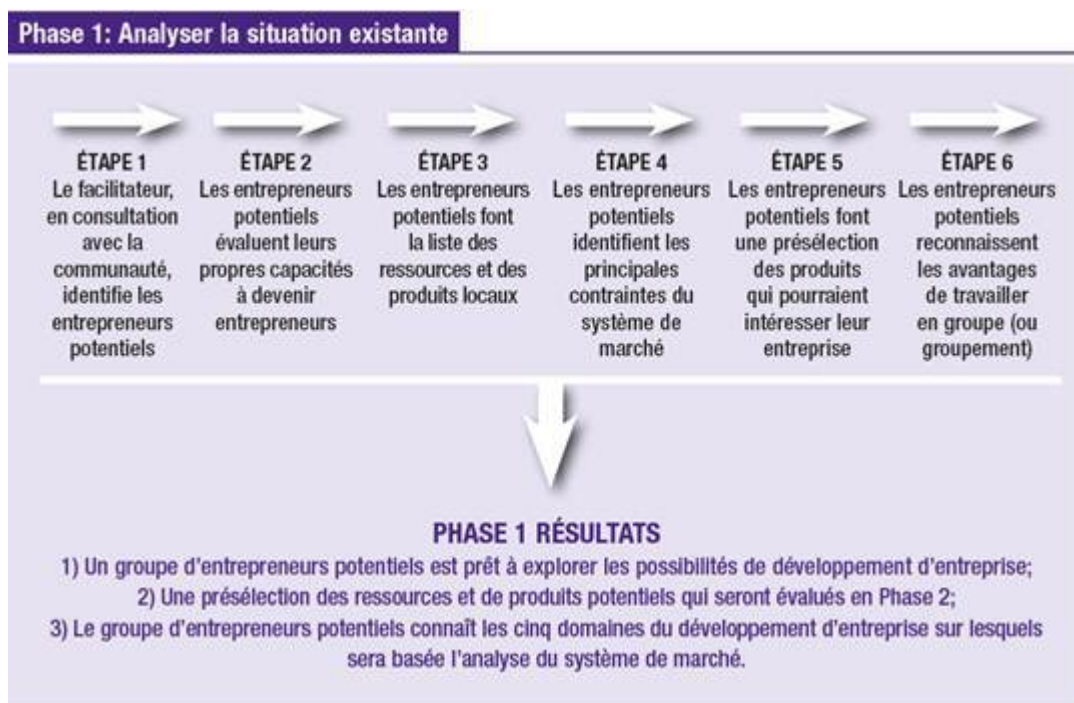 Phase 1: Analyser la situation existante
ÉTAPE 1
Le facilitateur,
en consultation
avec la
communauté,
identifie les
entrepreneurs
potentiels
ÉTAPE 2
Les entrepreneurs
potentiels
évaluent leurs
propres capacités
à devenir
entrepreneurs
ÉTAPE 3
Les entrepreneurs
potentiels font
la liste des
ressources et des
produits locaux
ÉTAPE 4
Les entrepreneurs
potentiels
identifient les
principales
contraintes du
système de
marché
ÉTAPE 5
Les entrepreneurs
potentiels font
une présélection
des produits
qui pourraient
intéresser leur
entreprise
ÉTAPE 6
Les entrepreneurs
potentiels
reconnaissent
les avantages
de travailler
en groupe (ou
groupement)
PHASE 1 RÉSULTATS
1) Un groupe d'entrepreneurs potentiels est prêt à explorer les possibilités de développement d'entreprise;
2) Une présélection des ressources et de produits potentiels qui seront évalués en Phase 2;
3) Le groupe d'entrepreneurs potentiels connaît les cinq domaines du développement d'entreprise sur lesquels
sera basée l'analyse du système de marché.